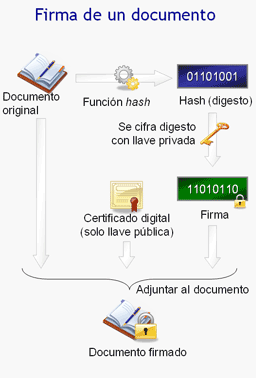 Firma de un documento
01101001
Documento
original
Función hash
Hash (digesto)
Se cifra digesto
con llave privada
11010110
Certificado digital
(solo llave pública)
Firma
Adjuntar al documento
Documento firmado